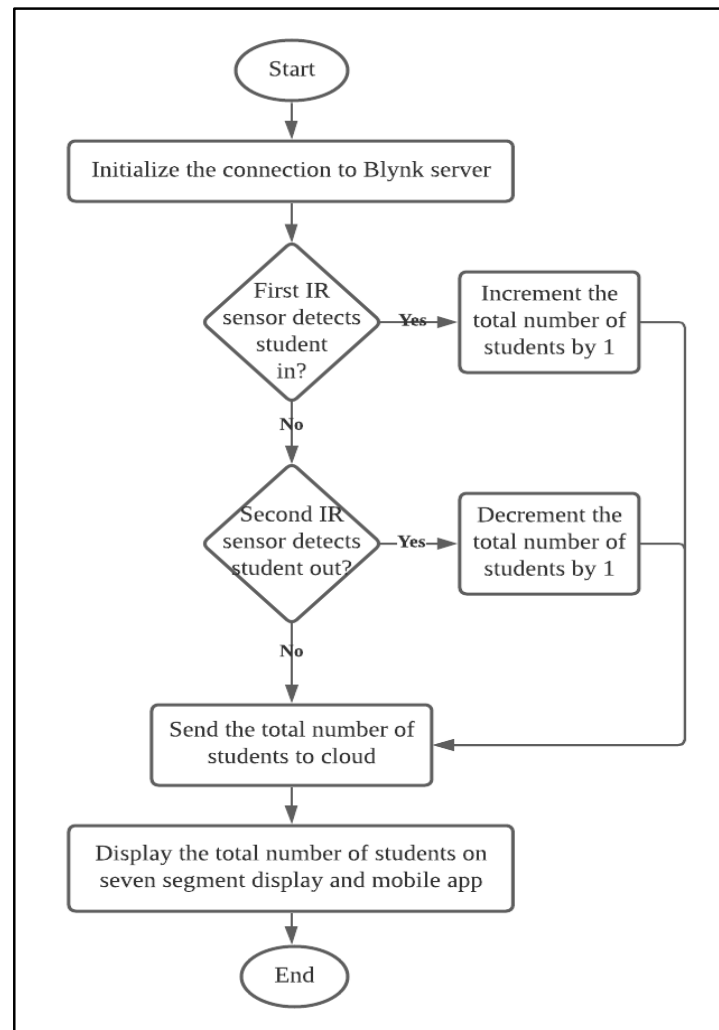 Start
Initialize the connection to Blynk server
First IR
sensor detects
student
in?
Yes
Increment the
total number of
students by 1
No
Second IR
sensor detects
student out?
Yes
Decrement the
total number of
students by 1
No
Send the total number of
students to cloud
Display the total number of students on
seven segment display and mobile app
End